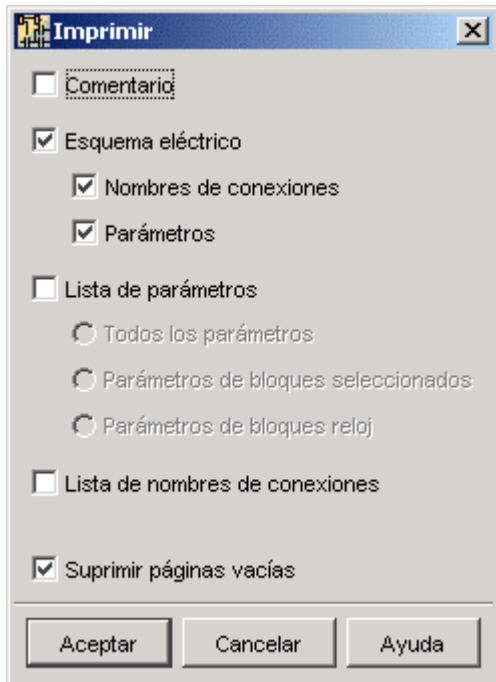 Imprimir
Comentario
Esquema eléctrico
Nombres de conexiones
Parámetros
Lista de parámetros
Todos los parámetros
Parámetros de bloques seleccionados
Parámetros de bloques reloj
Lista de nombres de conexiones
Suprimir páginas vacías
Aceptar Cancelar Ayuda